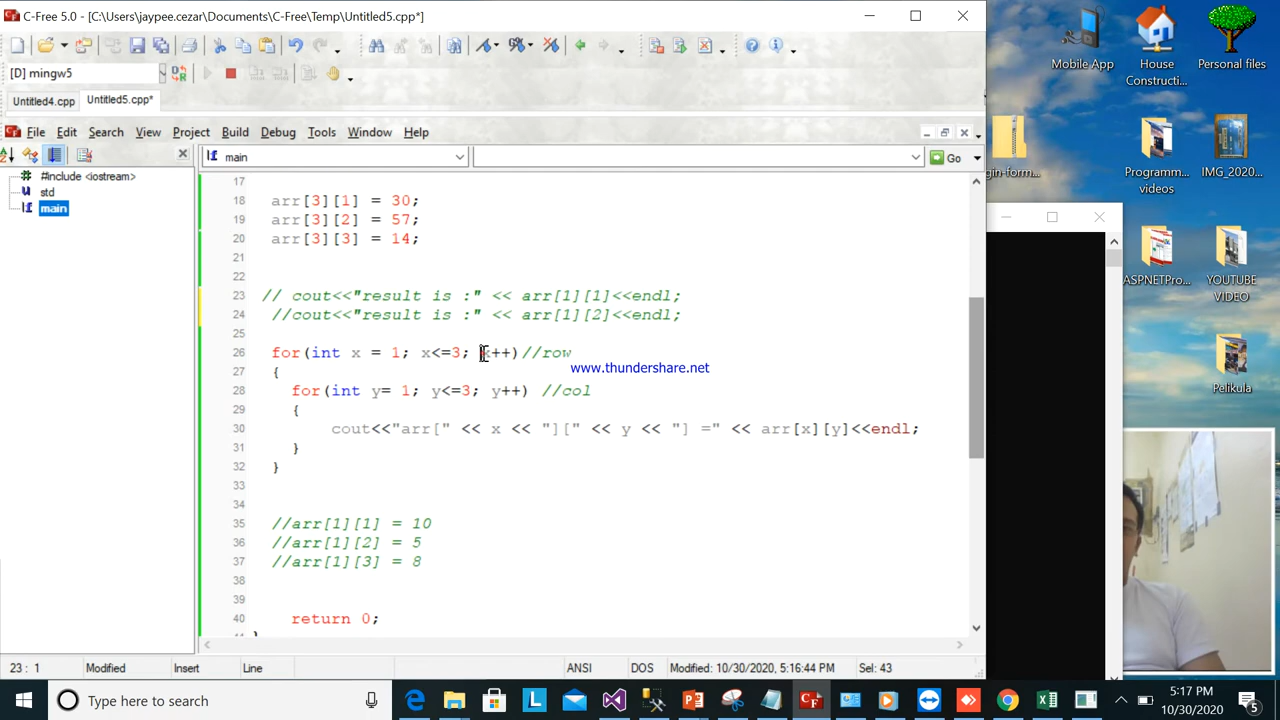 C-Free 5.0 - [C:\Users\jaypee.cezar\Documents\C-Free\Temp\Untitled5.cpp*]
[D] mingw5
Untitled4.cpp
Untitled5.cpp*
File Edit Search View Project Build Debug Tools Window Help
main
Go
#include <iostream>
std
main
17
18 arr[3][1] = 30;
19 arr[3][2] = 57;
20 arr[3][3] = 14;
21
22
23 // cout<<"result is :" << arr[1][1]<<endl;
24 //cout<<"result is :" << arr[1][2]<<endl;
25
26 for(int x = 1; x<=3; x++)//row
www.thundershare.net
27 {
28 for(int y= 1; y<=3; y++) //col
29 {
30 cout<<"arr[" << x << "][" << y << "] =" << arr[x][y]<<endl;
31 }
32 }
33
34
35 //arr[1][1] = 10
36 //arr[1][2] = 5
37 //arr[1][3] = 8
38
39
40 return 0;
}
23 : 1 Modified Insert Line ANSI DOS Modified: 10/30/2020, 5:16:44 PM Sel: 43
Mobile App
House Constructi...
Personal files
gin-form...
Programm... videos
IMG_2020...
ASPNETPro...
YOUTUBE VIDEO
Pelikula
Type here to search
5:17 PM
10/30/2020
5